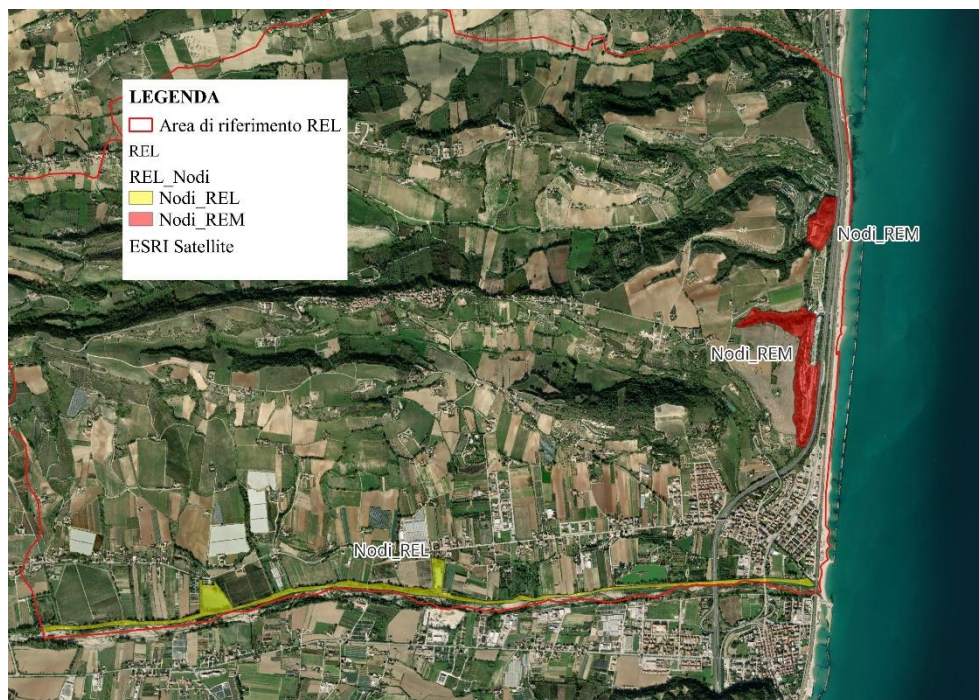 LEGENDA
Area di riferimento REL
REL
REL_Nodi
Nodi_REL
Nodi_REM
ESRI Satellite
Nodi_REM
Nodi_REM
Nodi_REL